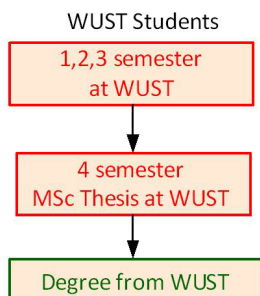 WUST Students
1,2,3 semester
at WUST
4 semester
MSc Thesis at WUST
Degree from WUST